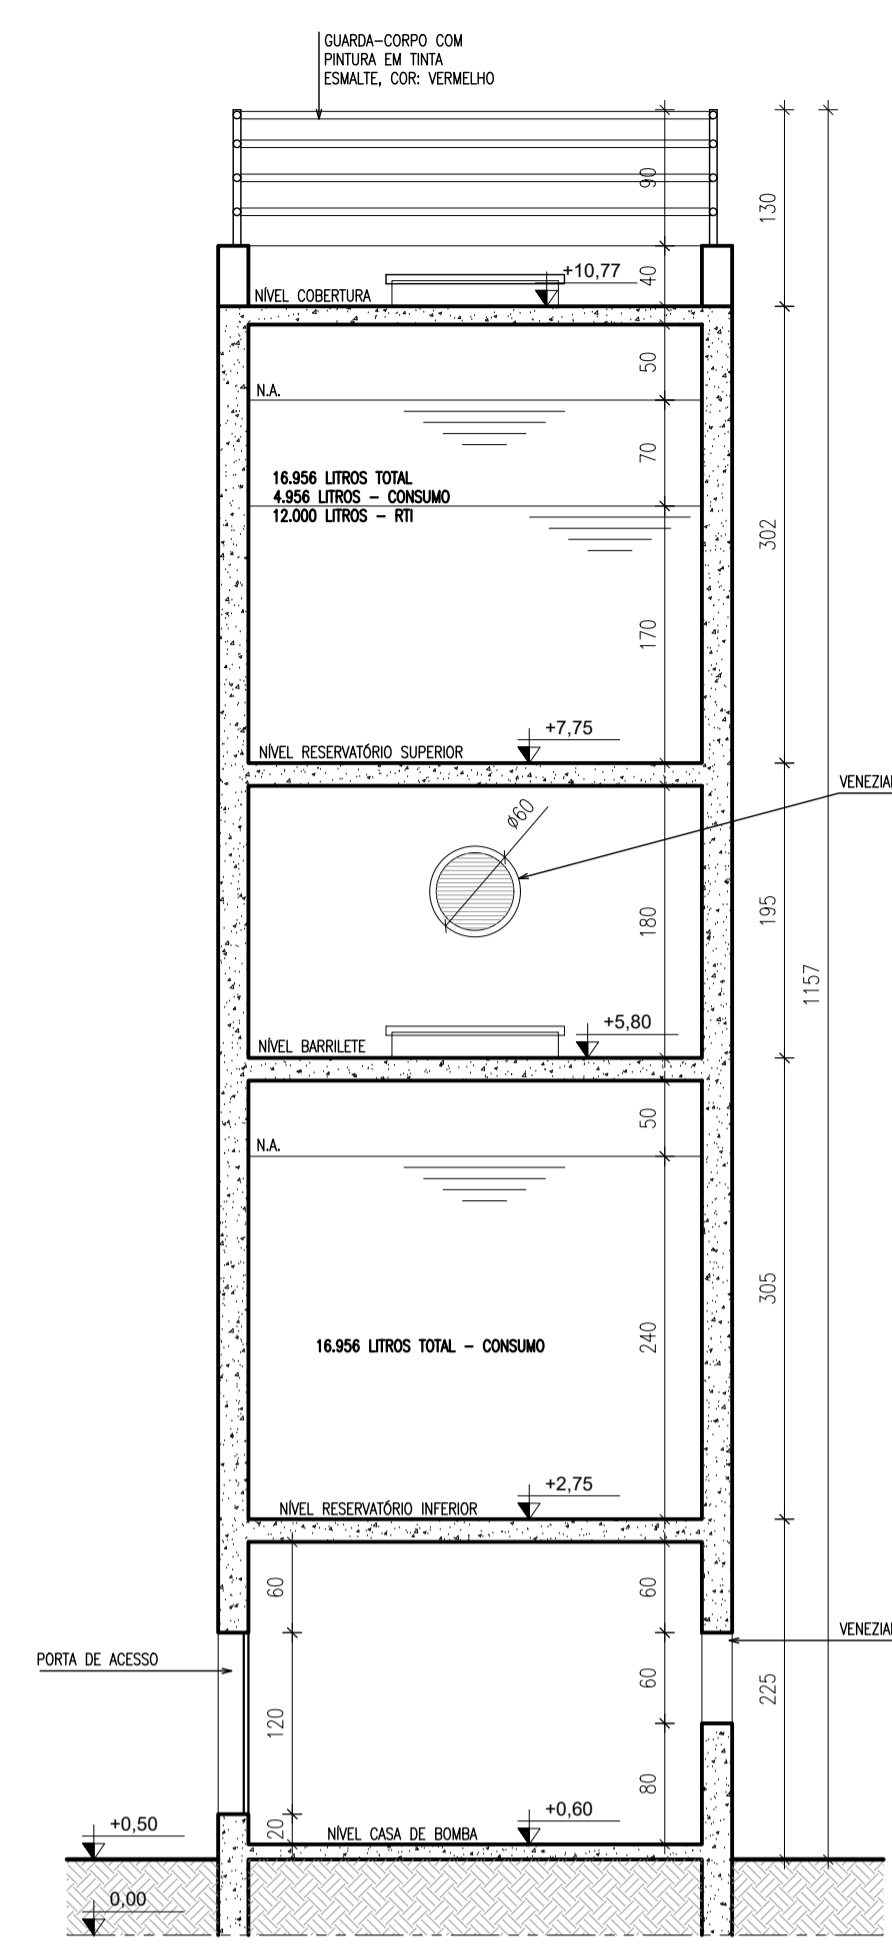 GUARDA-CORPO COM
PINTURA EM TINTA
ESMALTE, COR: VERMELHO
90
130
+10,77
40
NÍVEL COBERTURA
50
N.A.
70
16.956 LITROS TOTAL
4.956 LITROS - CONSUMO
12.000 LITROS - RTI
302
170
+7,75
NÍVEL RESERVATÓRIO SUPERIOR
VENEZIA
ø60
180
195
1157
+5,80
NÍVEL BARRILETE
50
N.A.
305
240
16.956 LITROS TOTAL - CONSUMO
+2,75
NÍVEL RESERVATÓRIO INFERIOR
60
60
VENEZIA
PORTA DE ACESSO
60
225
120
80
+0,60
+0,50
20
NÍVEL CASA DE BOMBA
0,00